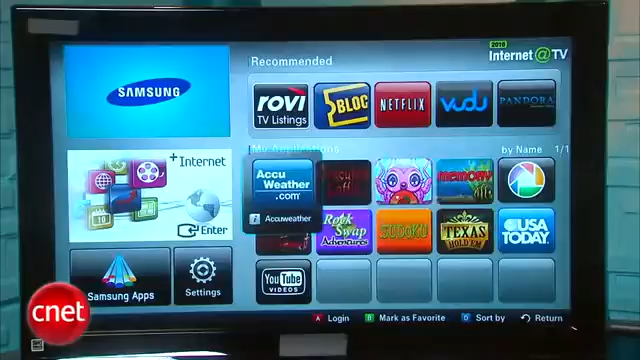 SAMSUNG
Recommended
2010
Internet@TV
rovi
TV Listings
BLOC
NETFLIX
vudu
PANDORA
My Applications
by Name
1/1
+Internet
Enter
Accu
Weather
.com
Accuweather
MEMORY
Rock
Swap
Adventures
SUDOKU
TEXAS
HOLD'EM
USA
TODAY
YouTube
VIDEOS
Samsung Apps
Settings
cnet
A Login
B Mark as Favorite
D Sort by
Return